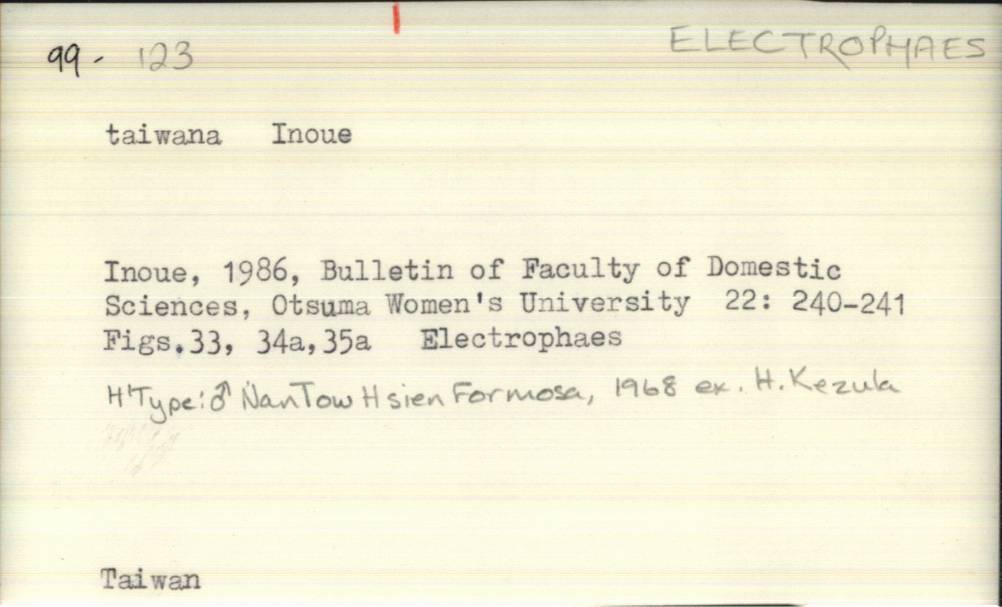 99- 123
ELECTROPHAES
taiwana Inoue
Inoue, 1986, Bulletin of Faculty of Domestic
Sciences, Otsuma Women's University 22: 240-241
Figs.33, 34a,35a Electrophaes
H'Type:♂ NanTow Hsien Formosa, 1968 ex. H. Kezula
Taiwan